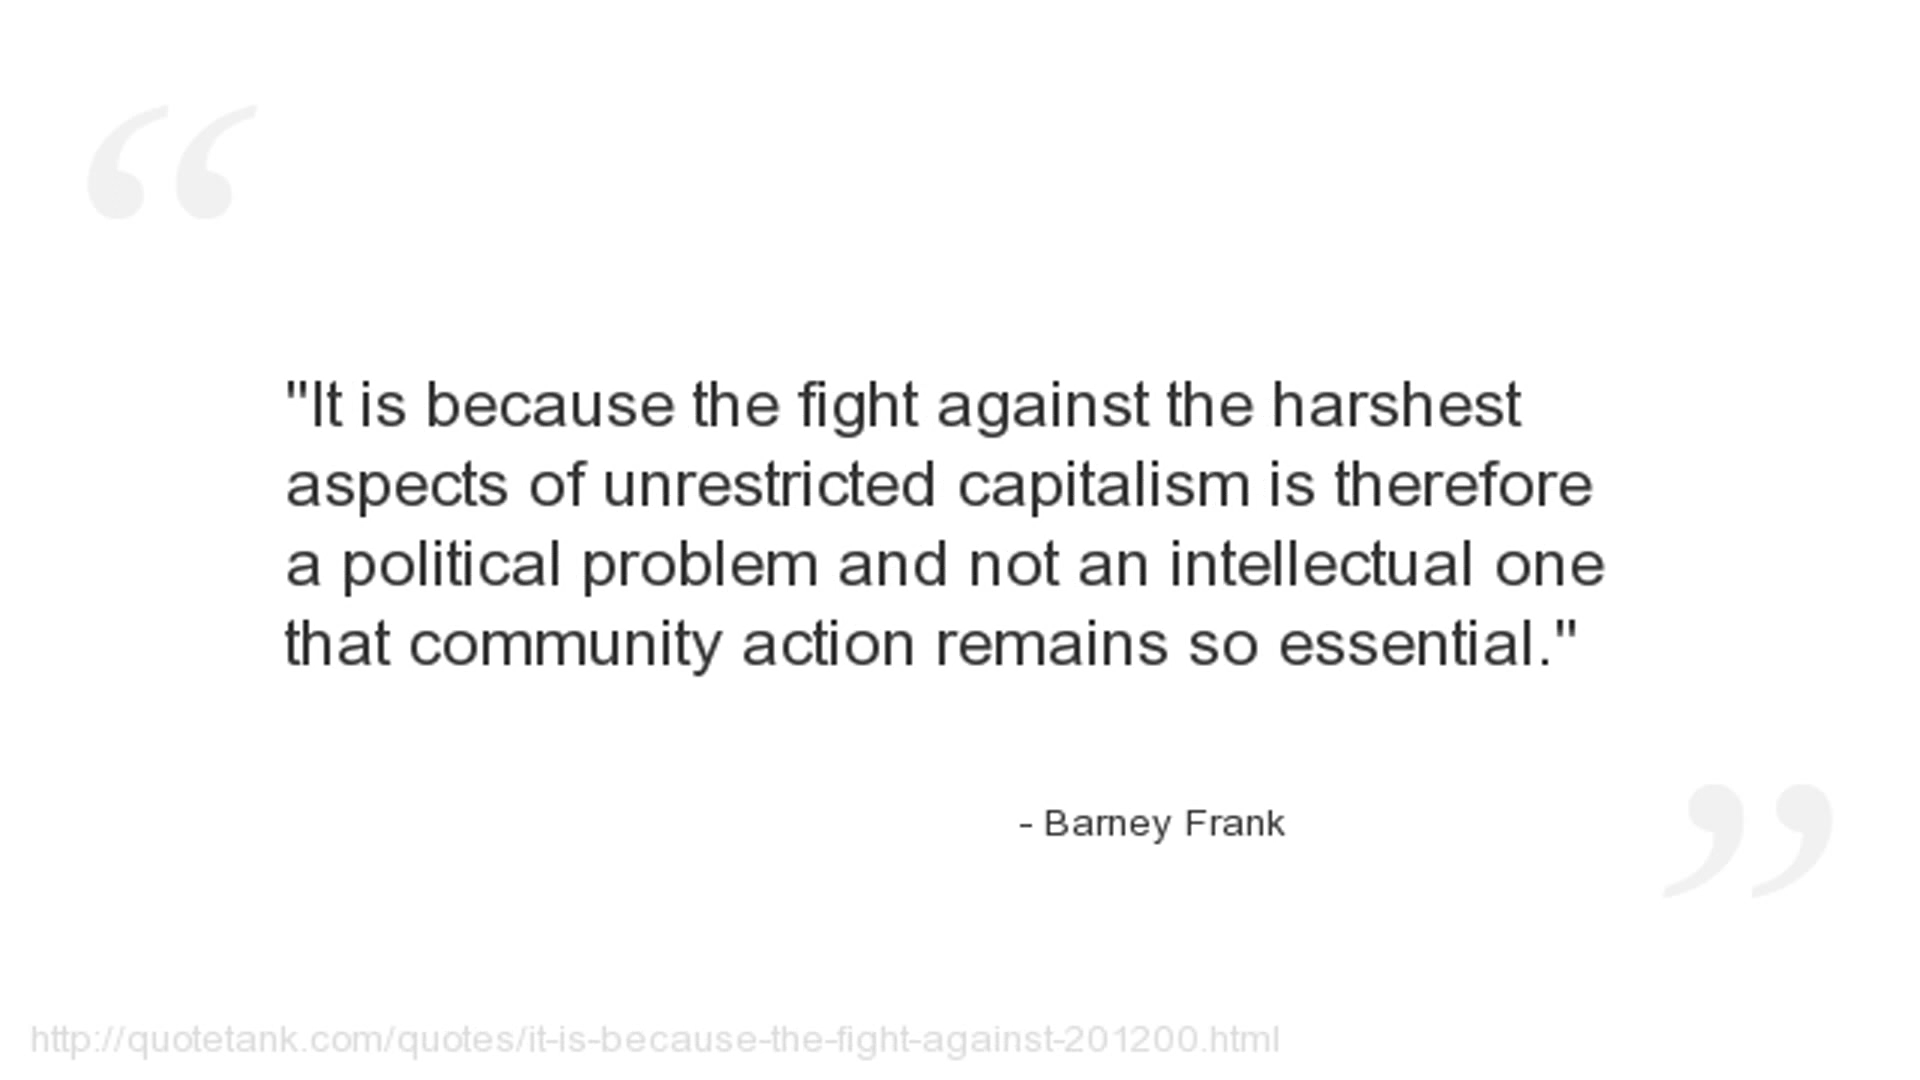 “
"It is because the fight against the harshest
aspects of unrestricted capitalism is therefore
a political problem and not an intellectual one
that community action remains so essential."
- Barney Frank
”
http://quotetank.com/quotes/it-is-because-the-fight-against-201200.html